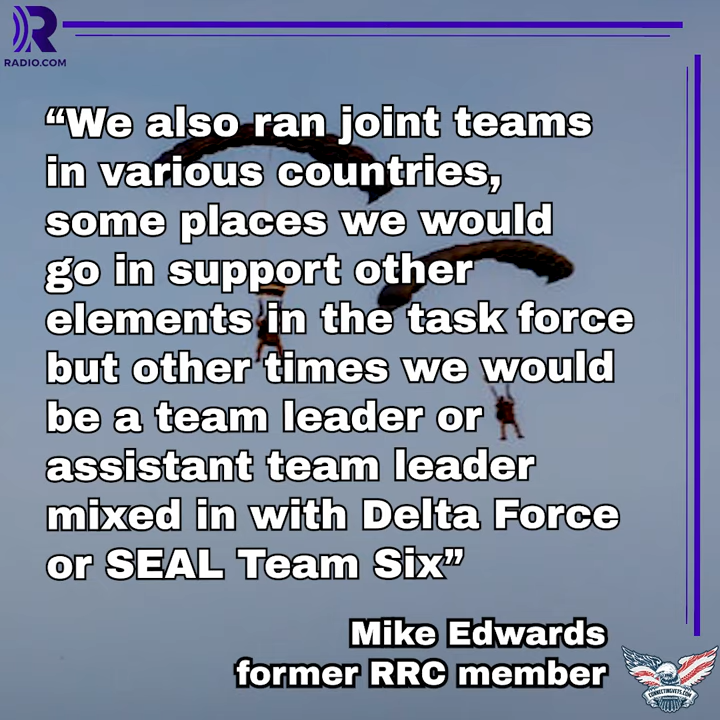 RADIO.COM
“We also ran joint teams
in various countries,
some places we would
go in support other
elements in the task force
but other times we would
be a team leader or
assistant team leader
mixed in with Delta Force
or SEAL Team Six”
Mike Edwards
former RRC member
CONNECTINGVETS.COM